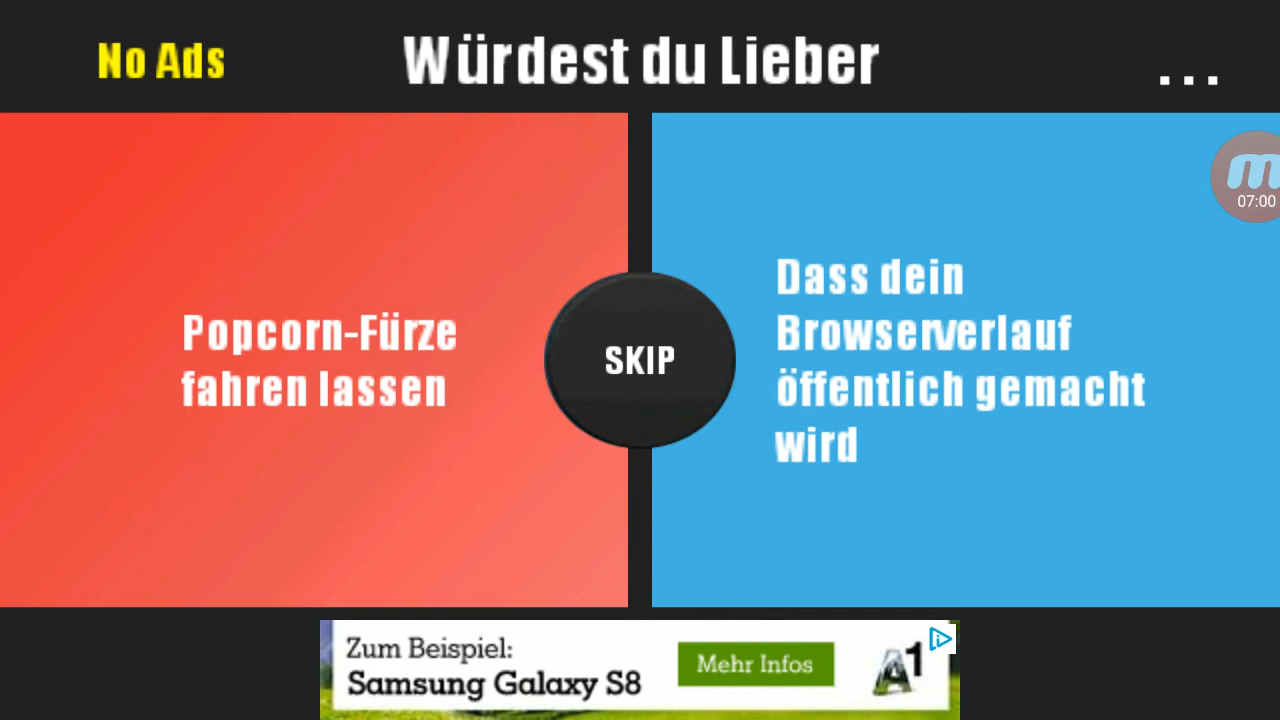 No Ads
Würdest du Lieber
...
07:00
Popcorn-Fürze
fahren lassen
SKIP
Dass dein
Browserverlauf
öffentlich gemacht
wird
Zum Beispiel:
Samsung Galaxy S8
Mehr Infos
A1